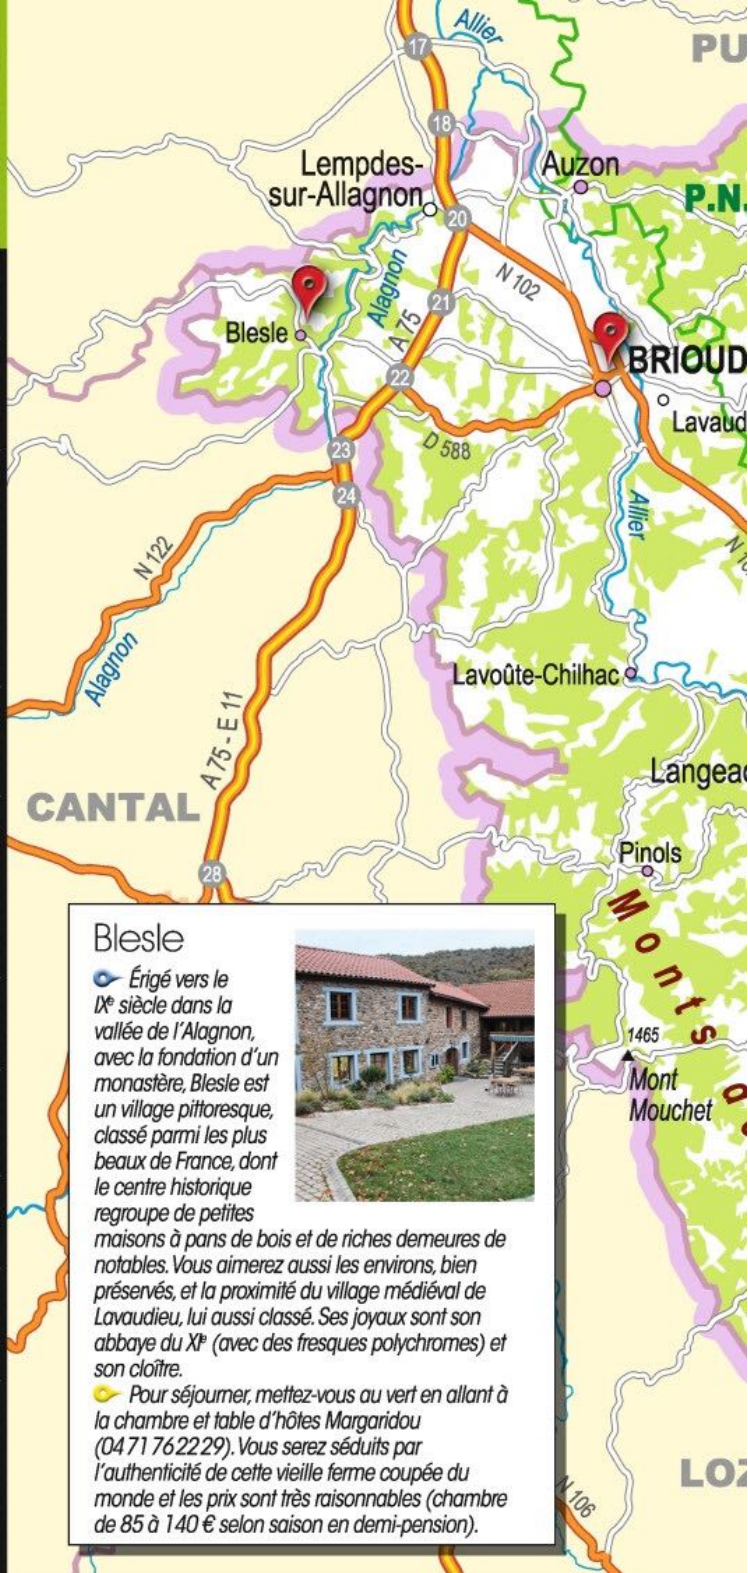 Allier
17
PU
18
Lempdes-
sur-Allagnon
Auzon
P.N.
20
Alagnon
N 102
21
A 75
Blesle
22
BRIOUD
Lavaud
D 588
23
24
Allier
N 122
N 10
Alagnon
Lavoûte-Chilhac
A 75 - E 11
Langeac
CANTAL
Pinols
28
Monts d
1465
Mont
Mouchet
Blesle
Érigé vers le
IXe siècle dans la
vallée de l'Alagnon,
avec la fondation d'un
monastère, Blesle est
un village pittoresque,
classé parmi les plus
beaux de France, dont
le centre historique
regroupe de petites
maisons à pans de bois et de riches demeures de
notables. Vous aimerez aussi les environs, bien
préservés, et la proximité du village médiéval de
Lavaudieu, lui aussi classé. Ses joyaux sont son
abbaye du XIe (avec des fresques polychromes) et
son cloître.
Pour séjourner, mettez-vous au vert en allant à
la chambre et table d'hôtes Margaridou
(04 71 76 22 29). Vous serez séduits par
l'authenticité de cette vieille ferme coupée du
monde et les prix sont très raisonnables (chambre
de 85 à 140 € selon saison en demi-pension).
LOZ
N 106